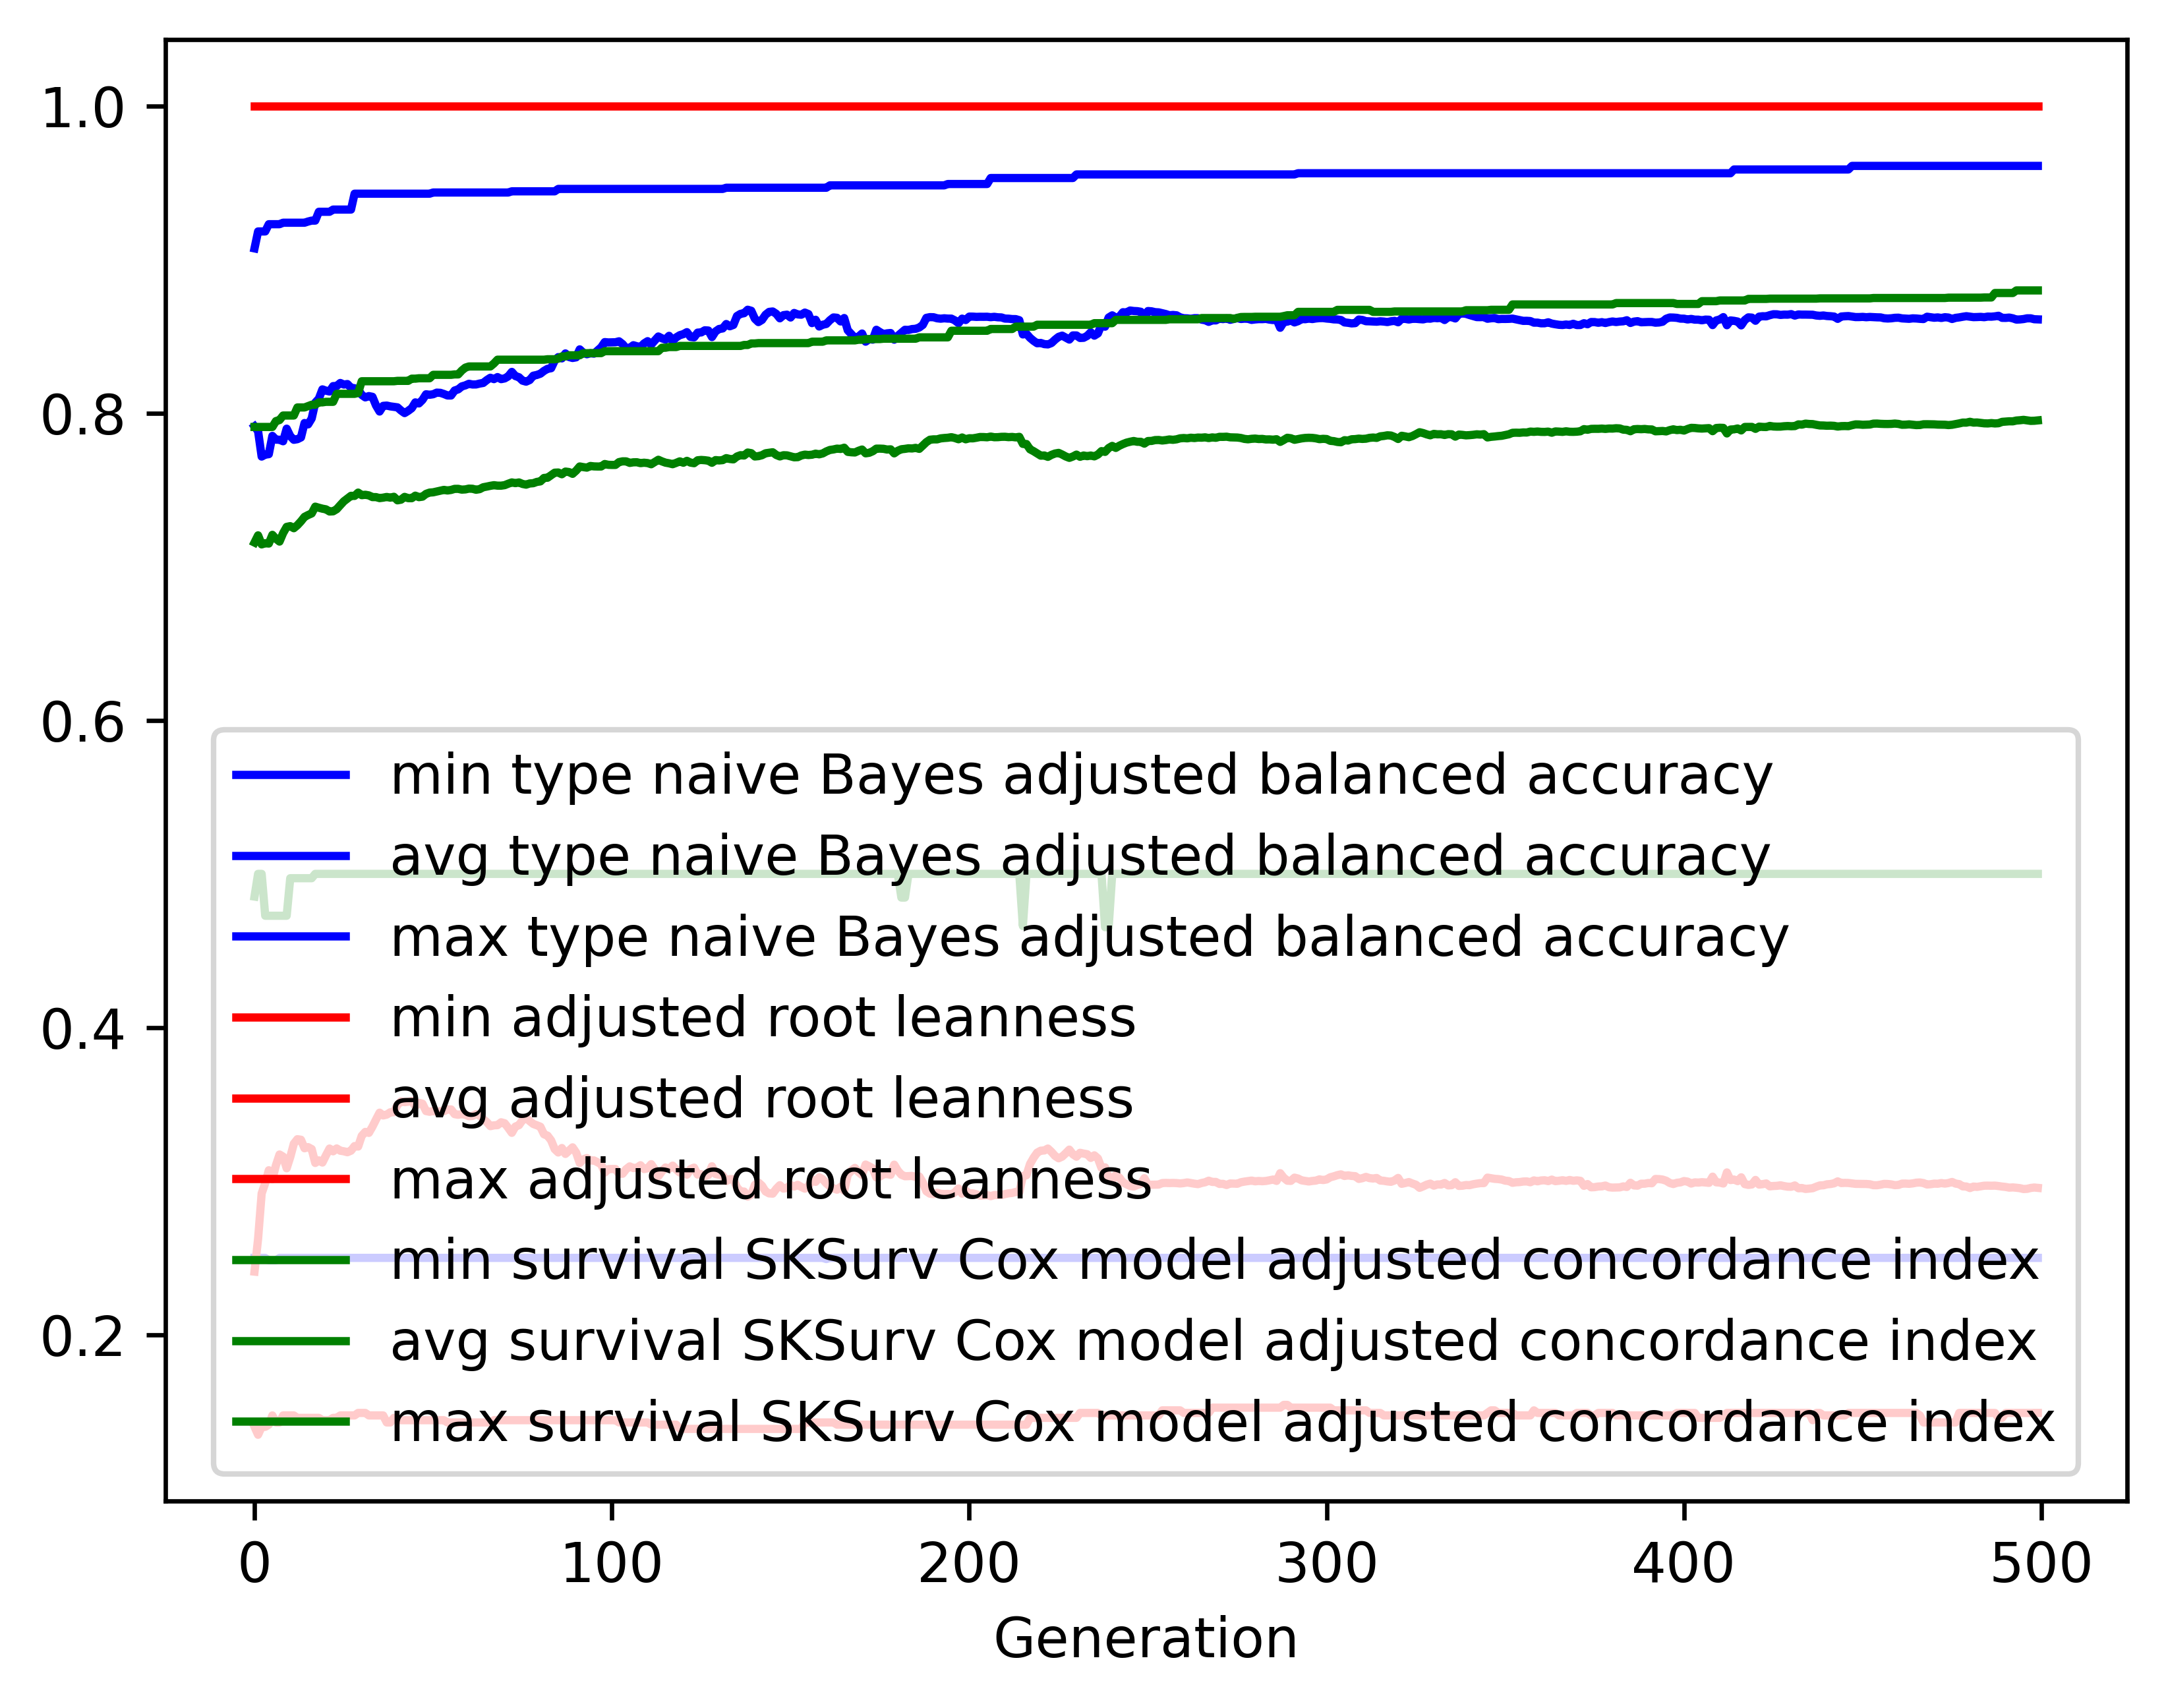 1.0
0.8
0.6
0.4
0.2
min type naive Bayes adjusted balanced accuracy
avg type naive Bayes adjusted balanced accuracy
max type naive Bayes adjusted balanced accuracy
min adjusted root leanness
avg adjusted root leanness
max adjusted root leanness
min survival SKSurv Cox model adjusted concordance index
avg survival SKSurv Cox model adjusted concordance index
max survival SKSurv Cox model adjusted concordance index
0 100 200 300 400 500
Generation